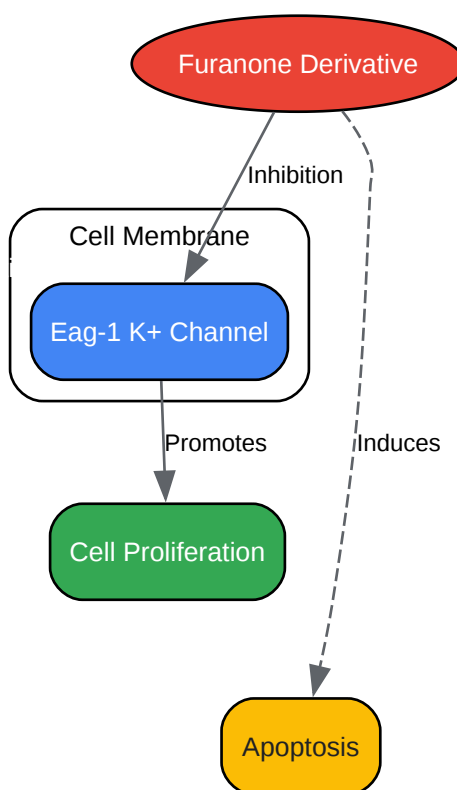 Furanone Derivative
Inhibition
Cell Membrane
Eag-1 K+ Channel
Promotes
Induces
Cell Proliferation
Apoptosis